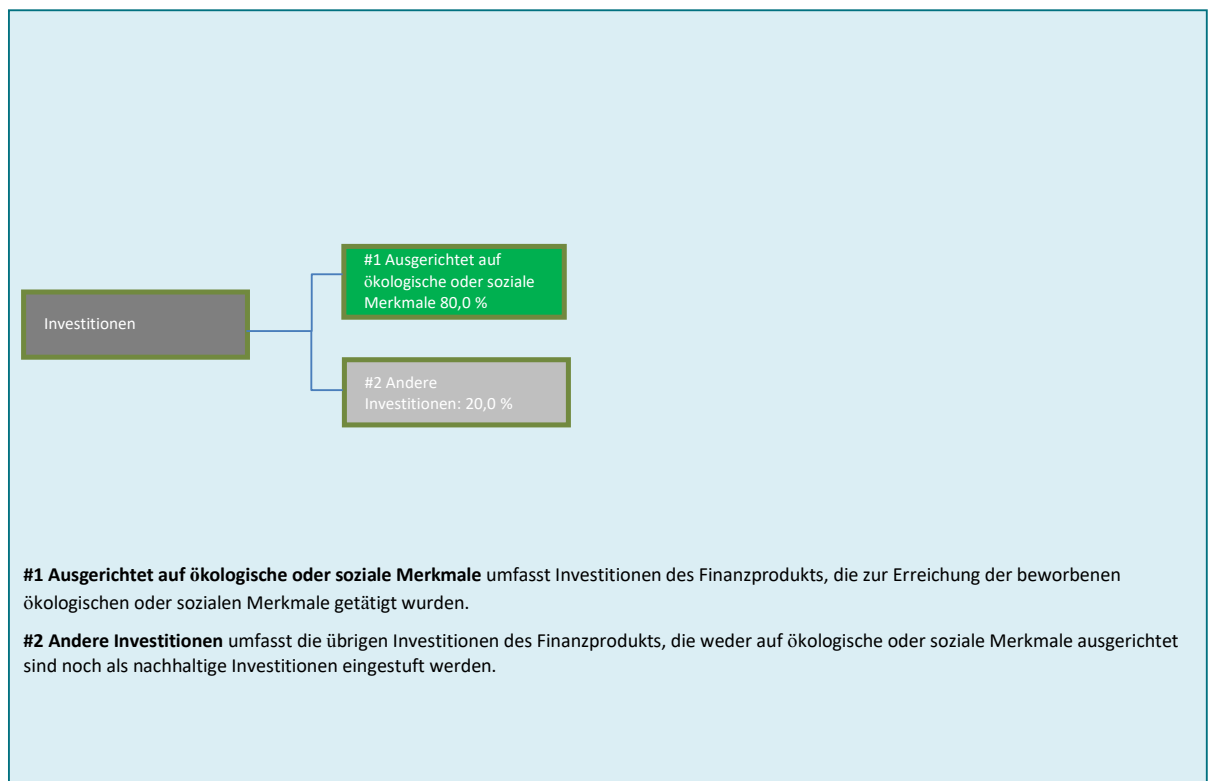 #1 Ausgerichtet auf
ökologische oder soziale
Merkmale 80,0 %
Investitionen
#2 Andere
Investitionen: 20,0 %
#1 Ausgerichtet auf ökologische oder soziale Merkmale umfasst Investitionen des Finanzprodukts, die zur Erreichung der beworbenen
ökologischen oder sozialen Merkmale getätigt wurden.
#2 Andere Investitionen umfasst die übrigen Investitionen des Finanzprodukts, die weder auf ökologische oder soziale Merkmale ausgerichtet
sind noch als nachhaltige Investitionen eingestuft werden.